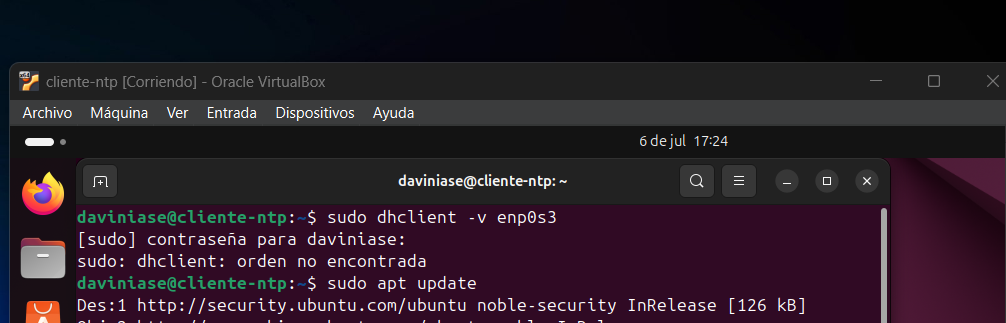 cliente-ntp [Corriendo] - Oracle VirtualBox
Archivo Máquina Ver Entrada Dispositivos Ayuda
6 de jul 17:24
daviniase@cliente-ntp: ~
daviniase@cliente-ntp:~$ sudo dhclient -v enp0s3
[sudo] contraseña para daviniase:
sudo: dhclient: orden no encontrada
daviniase@cliente-ntp:~$ sudo apt update
Des:1 http://security.ubuntu.com/ubuntu noble-security InRelease [126 kB]